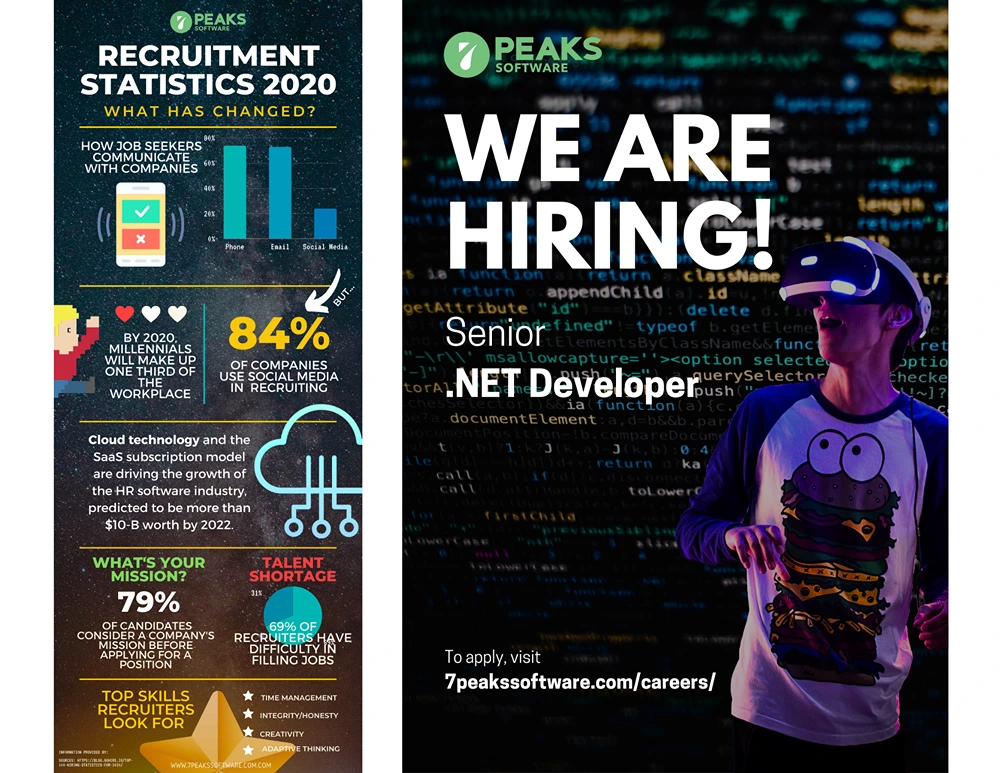 7 PEAKS
SOFTWARE
RECRUITMENT
STATISTICS 2020
WHAT HAS CHANGED?
HOW JOB SEEKERS
COMMUNICATE
WITH COMPANIES
80%
60%
40%
20%
0%
Phone Email Social Media
BUT...
BY 2020,
MILLENNIALS
WILL MAKE UP
ONE THIRD OF
THE
WORKPLACE
84%
OF COMPANIES
USE SOCIAL MEDIA
IN RECRUITING
Cloud technology and the
SaaS subscription model
are driving the growth of
the HR software industry,
predicted to be more than
$10-B worth by 2022.
WHAT'S YOUR
MISSION?
79%
OF CANDIDATES
CONSIDER A COMPANY'S
MISSION BEFORE
APPLYING FOR A
POSITION
TALENT
SHORTAGE
31%
69% OF
RECRUITERS HAVE
DIFFICULTY IN
FILLING JOBS
TOP SKILLS
RECRUITERS
LOOK FOR
TIME MANAGEMENT
INTEGRITY/HONESTY
CREATIVITY
ADAPTIVE THINKING
INFORMATION PROVIDED BY:
WWW.7PEAKSSOFTWARE.COM.COM
7 PEAKS
SOFTWARE
WE ARE
HIRING!
Senior
.NET Developer
To apply, visit
7peakssoftware.com/careers/